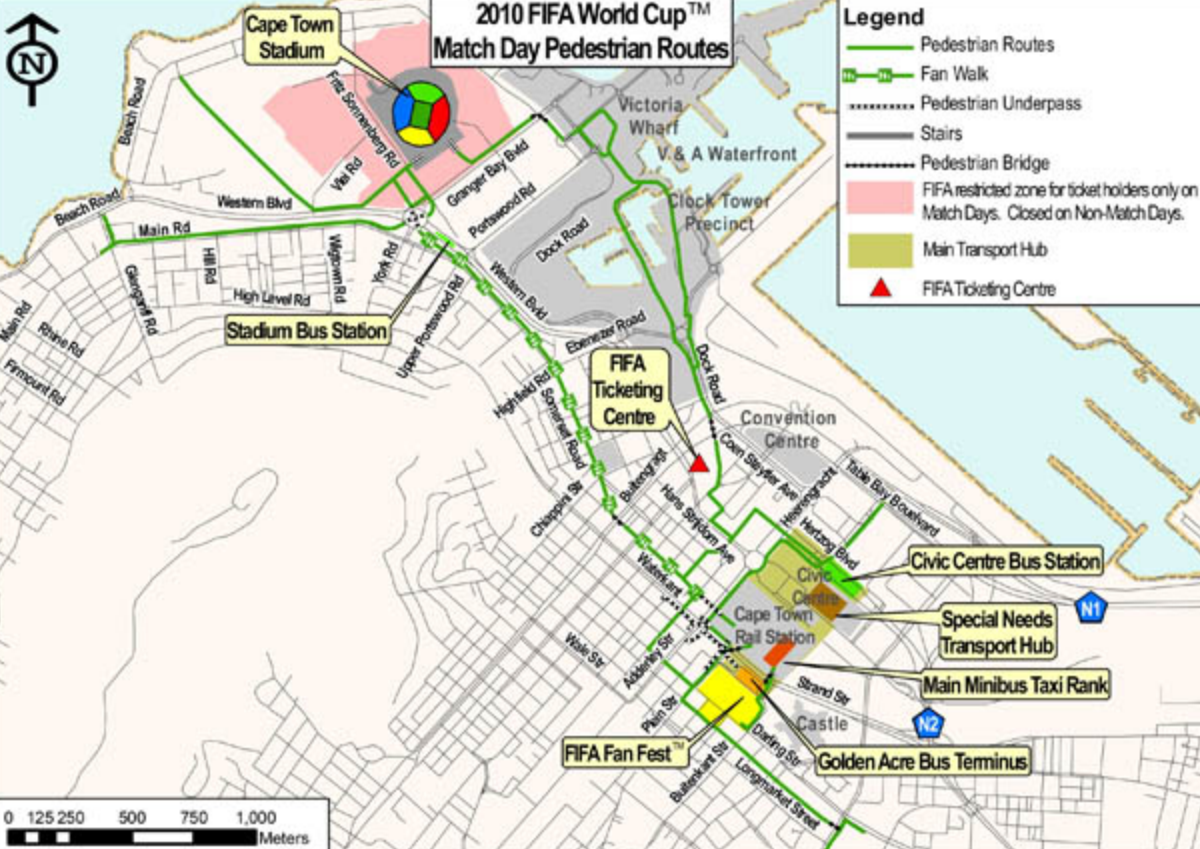 2010 FIFA World Cup™
Match Day Pedestrian Routes
Legend
Pedestrian Routes
Fan Walk
Pedestrian Underpass
Stairs
Pedestrian Bridge
FIFA restricted zone for ticket holders only on
Match Days. Closed on Non-Match Days.
Main Transport Hub
FIFA Ticketing Centre
N
Cape Town
Stadium
Beach Road
Fritz Sonnenberg Rd
Vlei Rd
Granger Bay Blvd
Portswood Rd
Victoria
Wharf
V. & A Waterfront
Clock Tower
Precinct
Dock Road
Beach Road
Western Blvd
Main Rd
Hill Rd
Wigtown Rd
York Rd
High Level Rd
Glengariff Rd
Main Rd
Rhine Rd
Firmount Rd
Stadium Bus Station
Upper Portswood Rd
Western Blvd
Ebenezer Road
Highfield Rd
Somerset Road
FIFA
Ticketing
Centre
Dock Road
Convention
Centre
Coen Steytler Ave
Heerengracht
Table Bay Boulevard
Hertzog Blvd
Buitengragt
Hans Strijdom Ave
Chiappini St
Waterkant
Civic
Centre
Civic Centre Bus Station
N1
Cape Town
Rail Station
Special Needs
Transport Hub
Main Minibus Taxi Rank
Wale Str
Adderley Str
Strand Str
Castle
N2
Plein St
FIFA Fan Fest™
Darling Str
Golden Acre Bus Terminus
Buitenkant Str
Longmarket Street
0 125 250 500 750 1,000
Meters